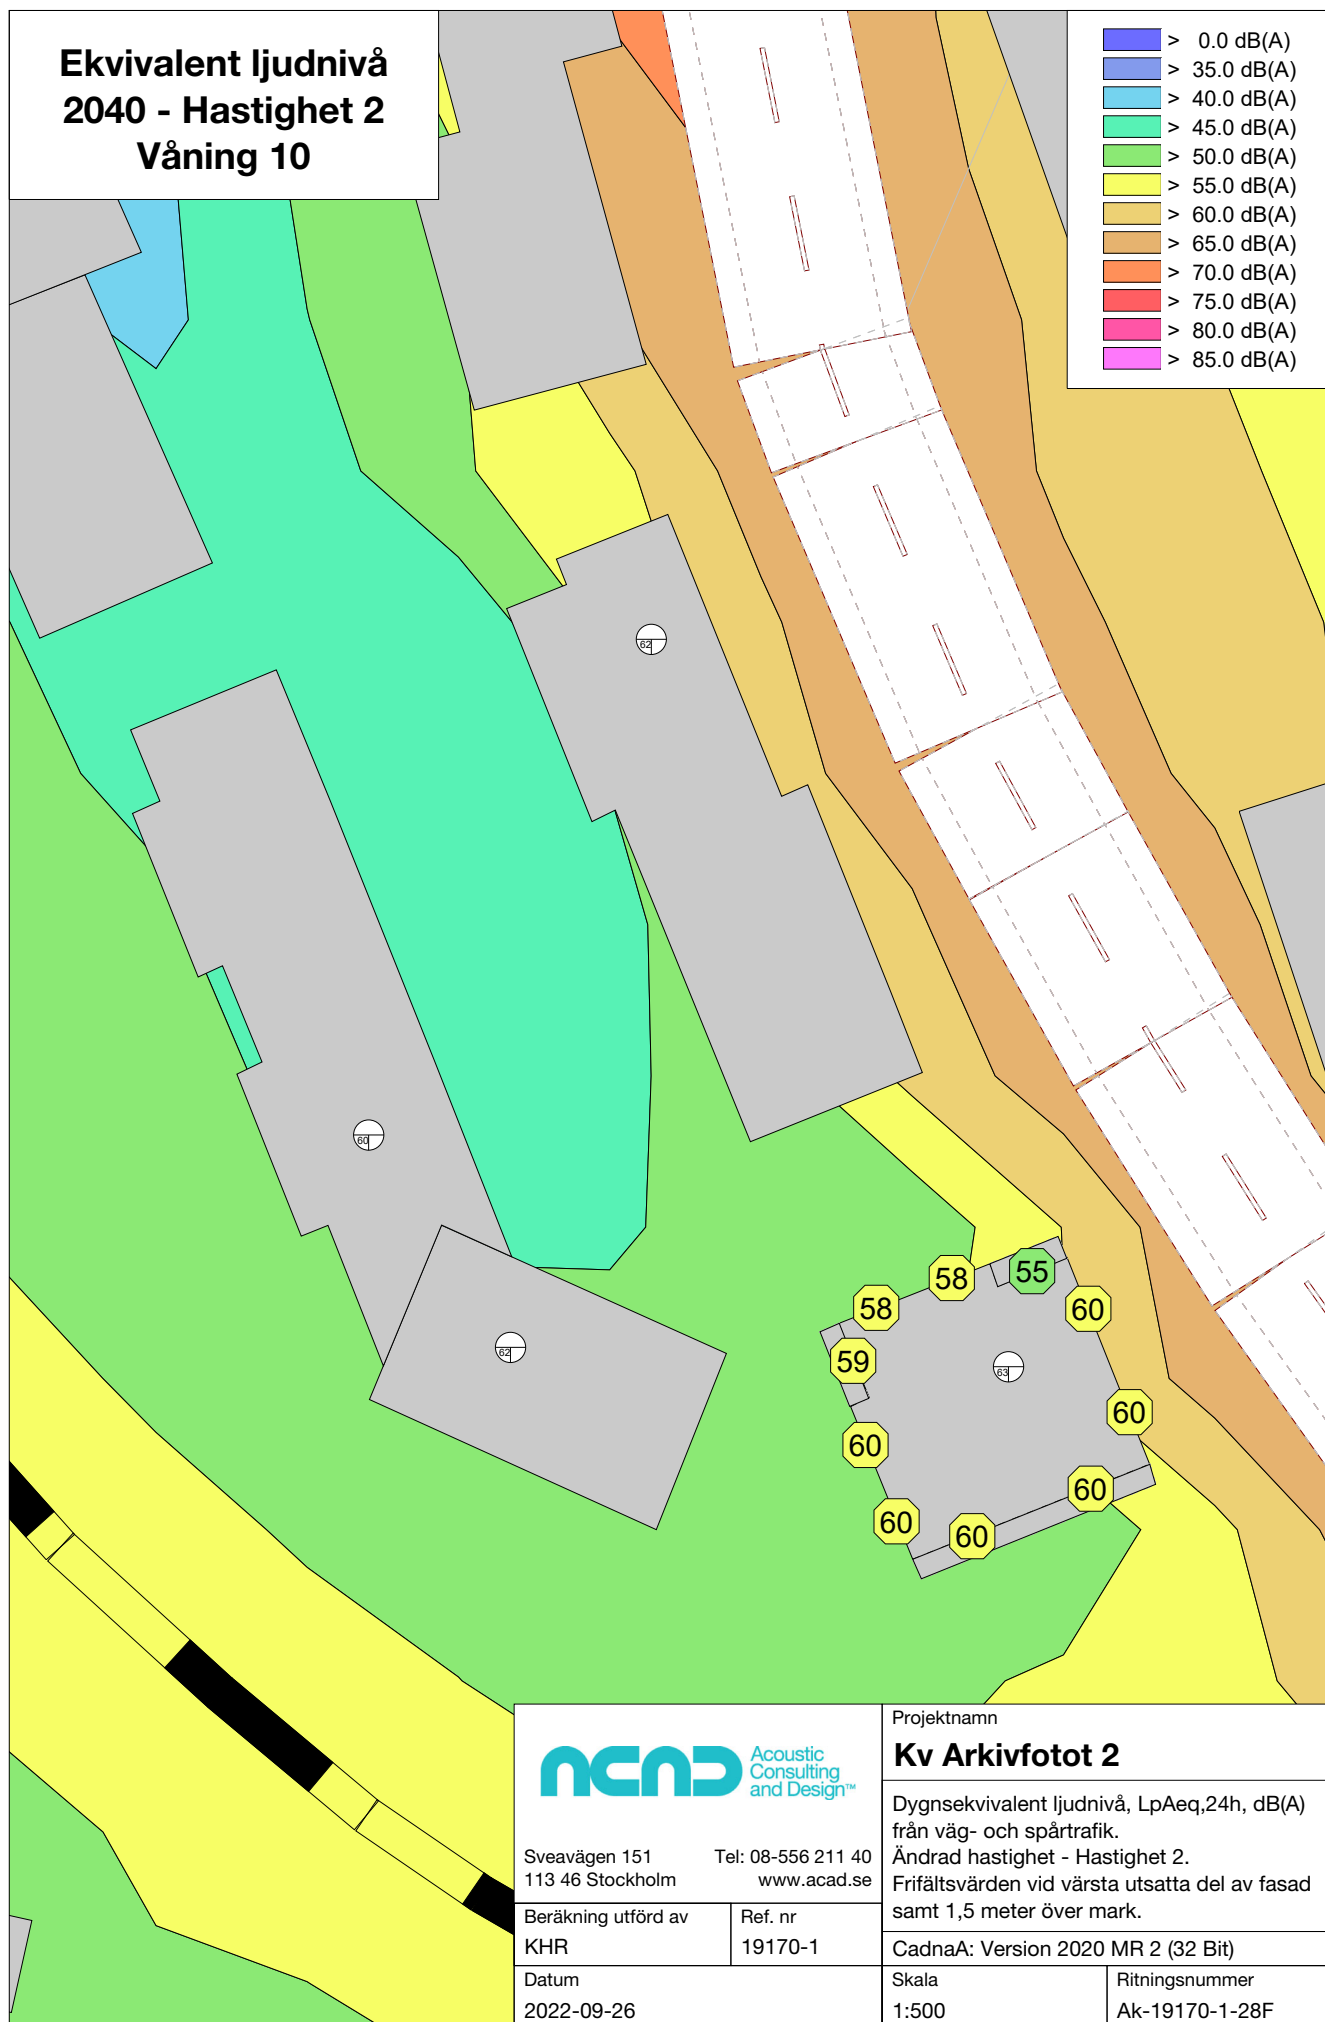 Ekvivalent ljudnivå
2040 - Hastighet 2
Våning 10
> 0.0 dB(A)
> 35.0 dB(A)
> 40.0 dB(A)
> 45.0 dB(A)
> 50.0 dB(A)
> 55.0 dB(A)
> 60.0 dB(A)
> 65.0 dB(A)
> 70.0 dB(A)
> 75.0 dB(A)
> 80.0 dB(A)
> 85.0 dB(A)
62
60
62
63
55
58
58
60
59
60
60
60
60
60
ACAD
Acoustic
Consulting
and Design™
Sveavägen 151
113 46 Stockholm
Tel: 08-556 211 40
www.acad.se
Beräkning utförd av
KHR
Ref. nr
19170-1
Datum
2022-09-26
Projektnamn
Kv Arkivfotot 2
Dygnsekvivalent ljudnivå, LpAeq,24h, dB(A)
från väg- och spårtrafik.
Ändrad hastighet - Hastighet 2.
Frifältsvärden vid värsta utsatta del av fasad
samt 1,5 meter över mark.
CadnaA: Version 2020 MR 2 (32 Bit)
Skala
1:500
Ritningsnummer
Ak-19170-1-28F